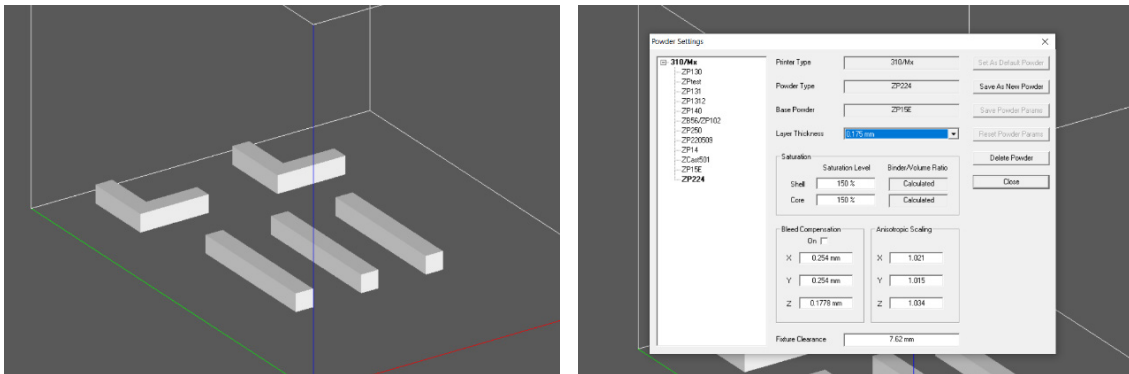 Powder Settings
310/Mx
ZP130
ZPtest
ZP131
ZP1312
ZP140
ZB56/ZP102
ZP250
ZP220509
ZP14
ZCast501
ZP15E
ZP224
Printer Type 310/Mx Set As Default Powder
Powder Type ZP224 Save As New Powder
Base Powder ZP15E Save Powder Params
Layer Thickness 0.175 mm Reset Powder Params
Delete Powder
Close
Saturation
Saturation Level Binder/Volume Ratio
Shell 150 % Calculated
Core 150 % Calculated
Bleed Compensation
On
X 0.254 mm
Y 0.254 mm
Z 0.1778 mm
Anisotropic Scaling
X 1.021
Y 1.015
Z 1.034
Fixture Clearance 7.62 mm